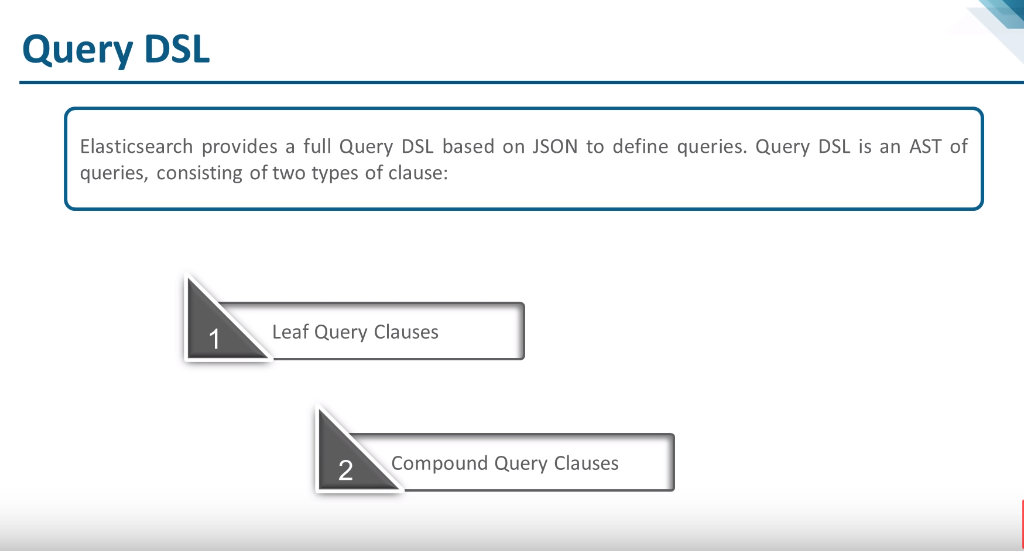 Query DSL
Elasticsearch provides a full Query DSL based on JSON to define queries. Query DSL is an AST of
queries, consisting of two types of clause:
1
Leaf Query Clauses
2
Compound Query Clauses